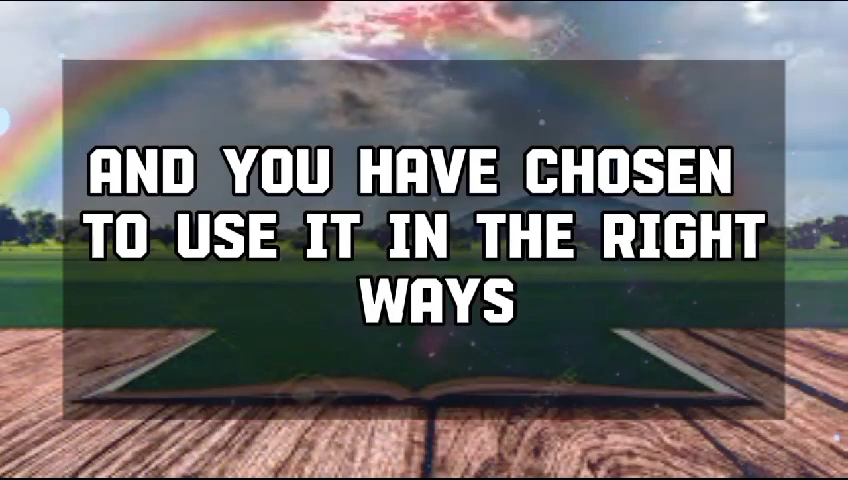 AND YOU HAVE CHOSEN
TO USE IT IN THE RIGHT
WAYS